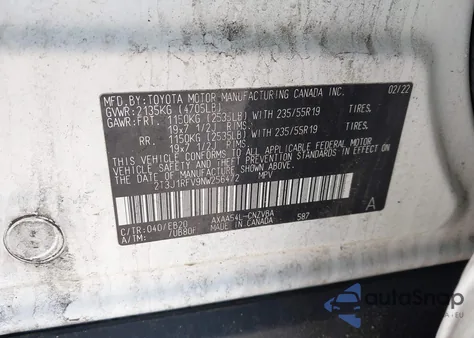 MFD.BY:TOYOTA MOTOR MANUFACTURING CANADA INC. 02/22
GVWR: 2135KG (4705LB)
GAWR:FRT: 1150KG (2535LB) WITH 235/55R19 TIRES.
19x7 1/2J RIMS.
RR: 1150KG (2535LB) WITH 235/55R19 TIRES.
19x7 1/2J RIMS.
THIS VEHICLE CONFORMS TO ALL APPLICABLE FEDERAL MOTOR
VEHICLE SAFETY AND THEFT PREVENTION STANDARDS IN EFFECT ON
THE DATE OF MANUFACTURE SHOWN ABOVE.
2T3J1RFV9NW256472 MPV
C/TR:040/EB20 AXAA54L-CNZVBA 587 A
A/TM: /UB80F MADE IN CANADA
autoSnap